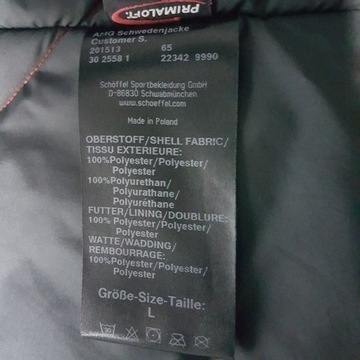 PRIMALOFT.
AMG Schwedenjacke
Customer S.
201513 65
30 2558 1 22342 9990
Schöffel Sportbekleidung GmbH
D-86830 Schwabmünchen
www.schoeffel.com
Made in Poland
OBERSTOFF/SHELL FABRIC/
TISSU EXTERIEURE:
100%Polyester/Polyester/
Polyester
100%Polyurethan/
Polyurathane/
Polyuréthane
FUTTER/LINING/DOUBLURE:
100%Polyester/Polyester/
Polyester
WATTE/WADDING/
REMBOURRAGE:
100%Polyester/Polyester/
Polyester
Größe-Size-Taille:
L